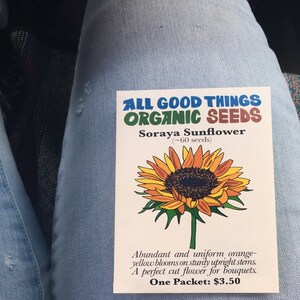 ALL GOOD THINGS
ORGANIC SEEDS
Soraya Sunflower
(~60 seeds)
Abundant and uniform orange-
yellow blooms on sturdy upright stems.
A perfect cut flower for bouquets.
One Packet: $3.50